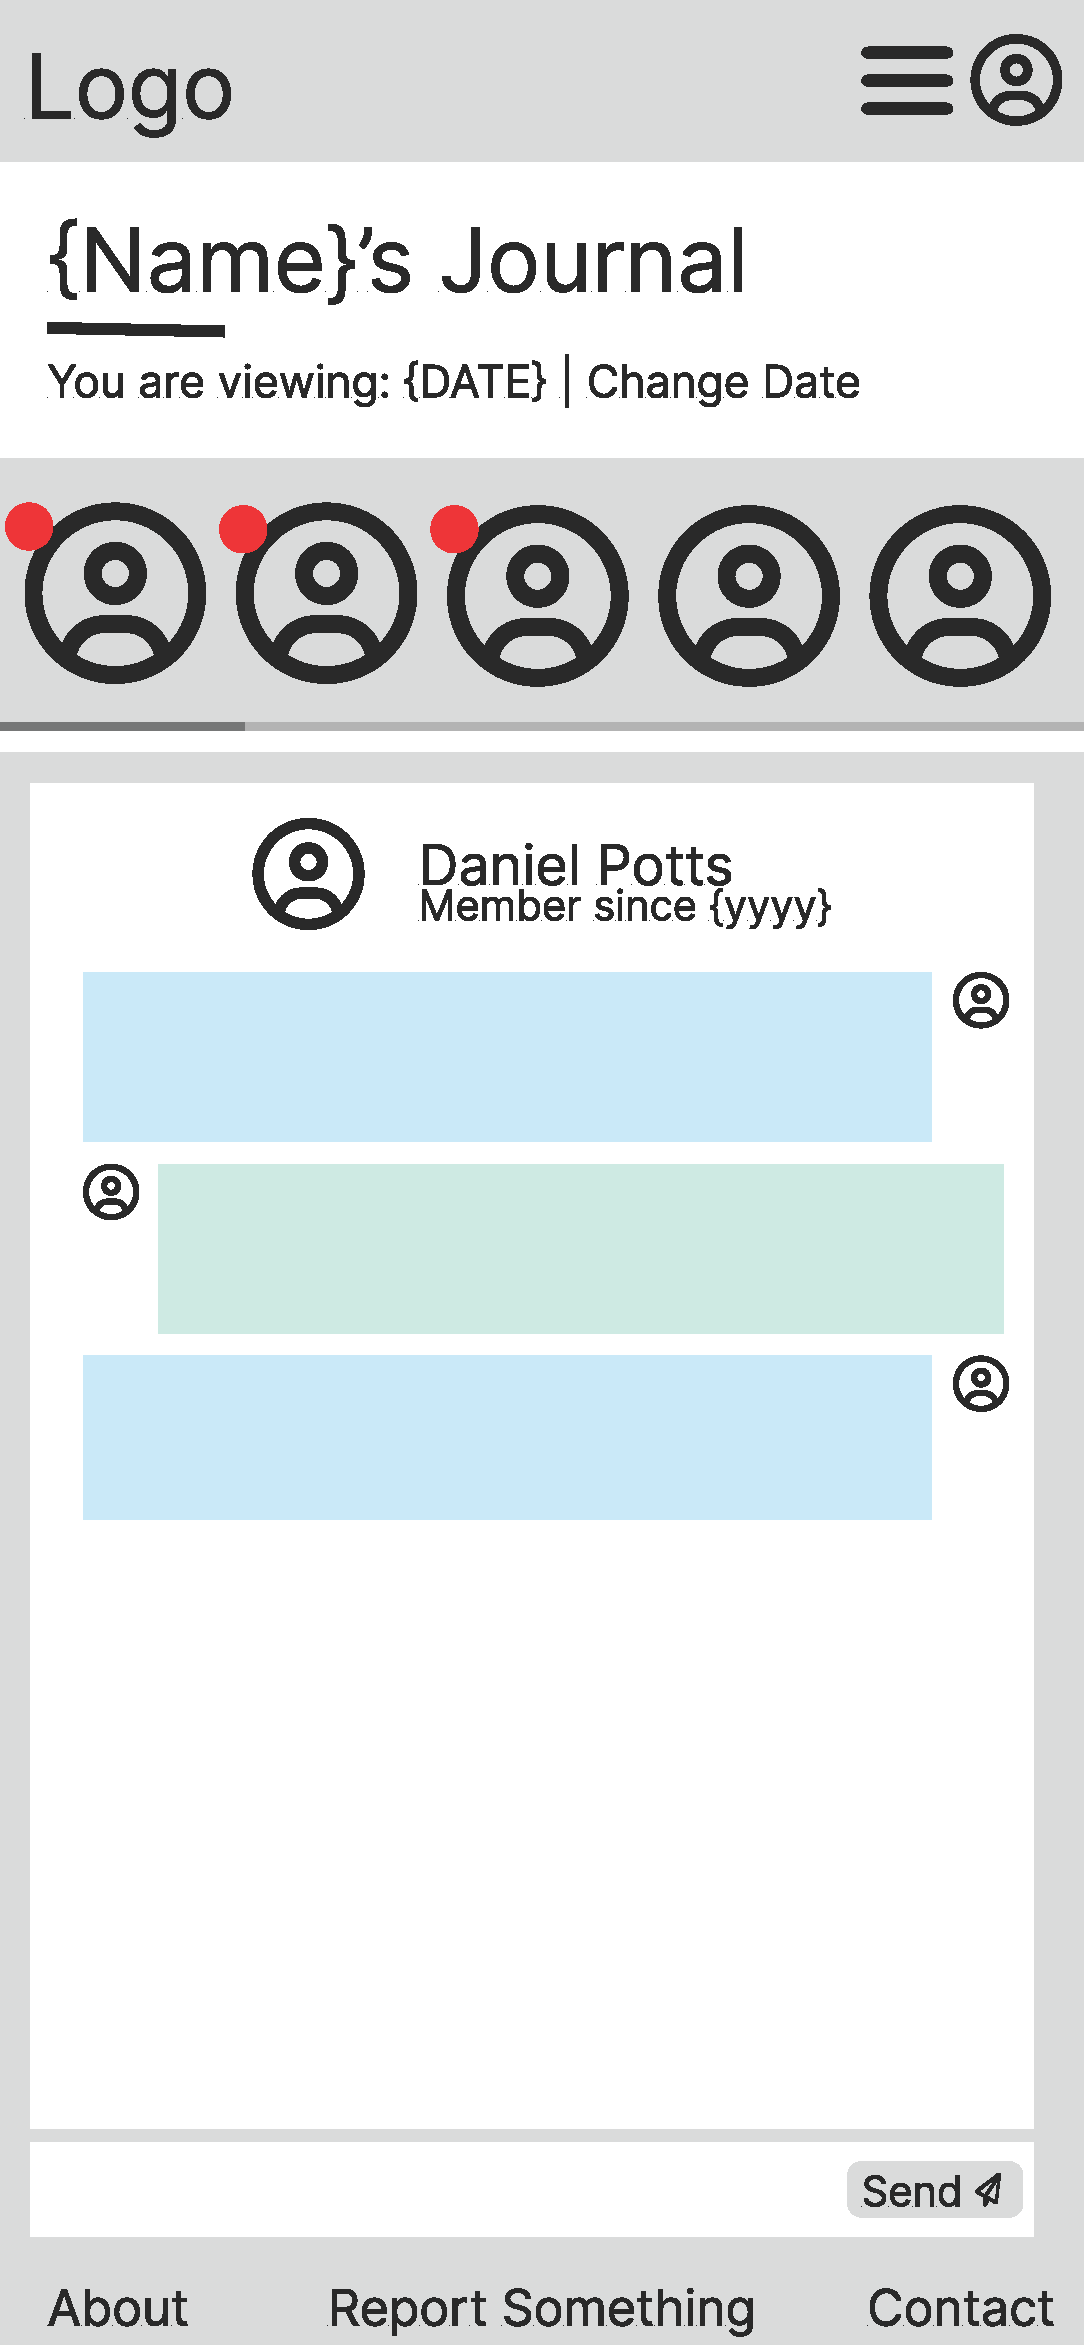 Logo
{Name}’s Journal
You are viewing: {DATE} | Change Date
Daniel Potts
Member since {yyyy}
Send
About Report Something Contact